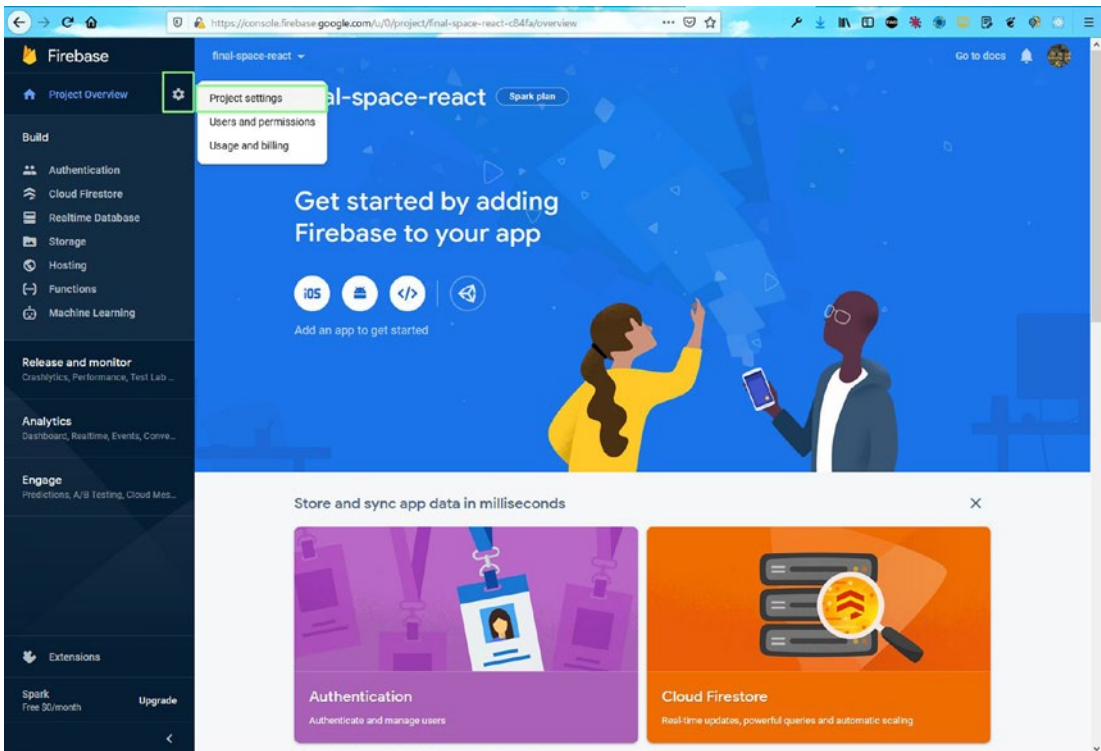 https://console.firebase.google.com/u/0/project/final-space-react-c84fa/overview
Firebase
final-space-react
Go to docs
Project Overview
Project settings
al-space-react
Spark plan
Users and permissions
Usage and billing
Build
Authentication
Cloud Firestore
Realtime Database
Storage
Hosting
Functions
Machine Learning
Get started by adding
Firebase to your app
iOS
</>
Add an app to get started
Release and monitor
Crashlytics, Performance, Test Lab ...
Analytics
Dashboard, Realtime, Events, Conve...
Engage
Predictions, A/B Testing, Cloud Mes...
Store and sync app data in milliseconds
Authentication
Authenticate and manage users
Cloud Firestore
Real-time updates, powerful queries and automatic scaling
Extensions
Spark
Free $0/month
Upgrade